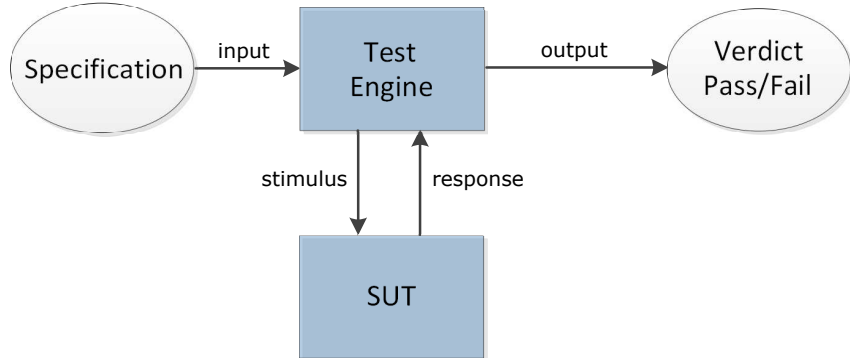 Specification
input
Test
Engine
output
Verdict
Pass/Fail
stimulus
response
SUT